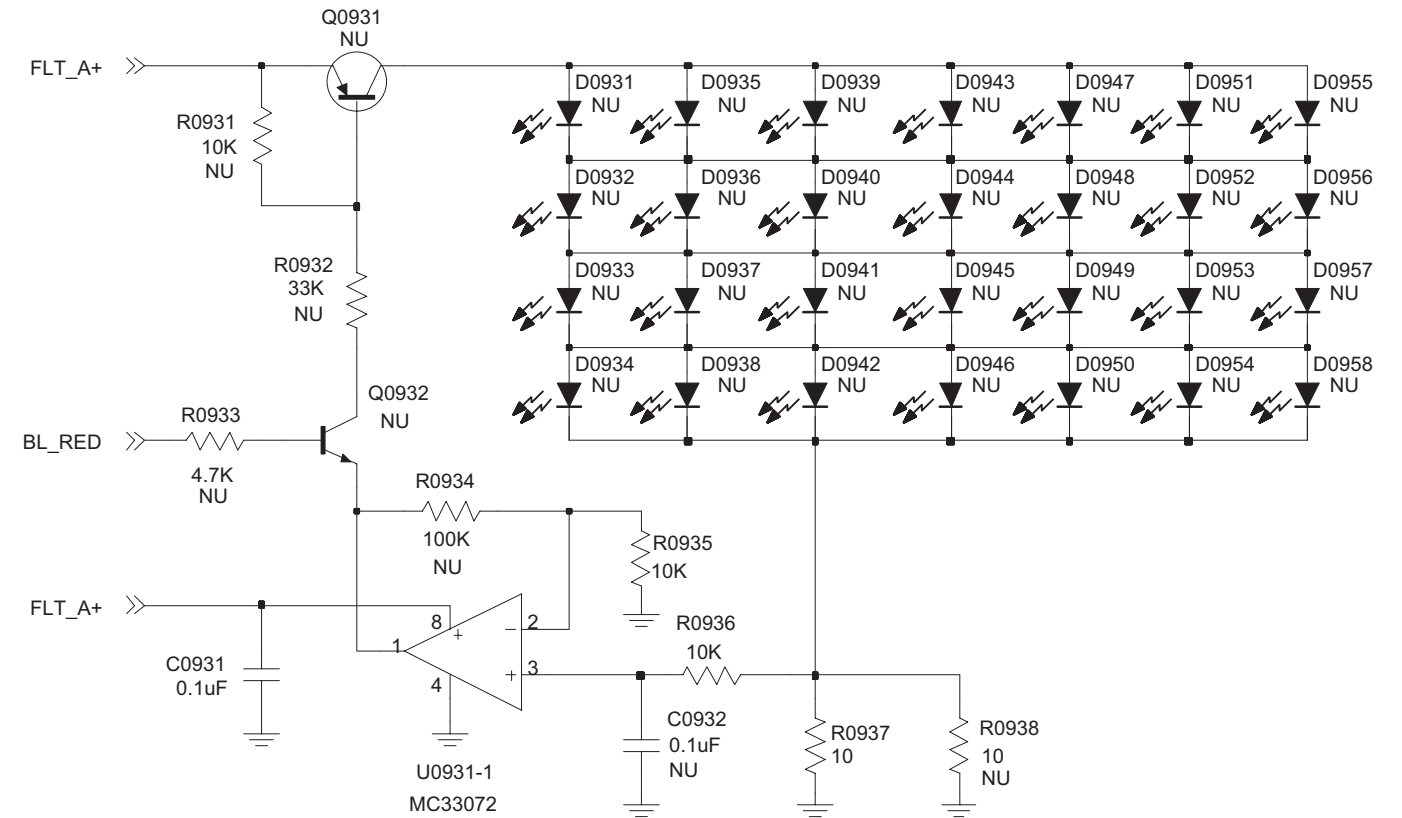 Q0931
NU
FLT_A+
R0931
10K
NU
D0931
NU
D0935
NU
D0939
NU
D0943
NU
D0947
NU
D0951
NU
D0955
NU
D0932
NU
D0936
NU
D0940
NU
D0944
NU
D0948
NU
D0952
NU
D0956
NU
R0932
33K
NU
D0933
NU
D0937
NU
D0941
NU
D0945
NU
D0949
NU
D0953
NU
D0957
NU
D0934
NU
D0938
NU
D0942
NU
D0946
NU
D0950
NU
D0954
NU
D0958
NU
Q0932
NU
R0933
4.7K
NU
BL_RED
R0934
100K
NU
R0935
10K
FLT_A+
8
+
1
4
− 2
+ 3
U0931-1
MC33072
C0931
0.1uF
R0936
10K
C0932
0.1uF
NU
R0937
10
R0938
10
NU